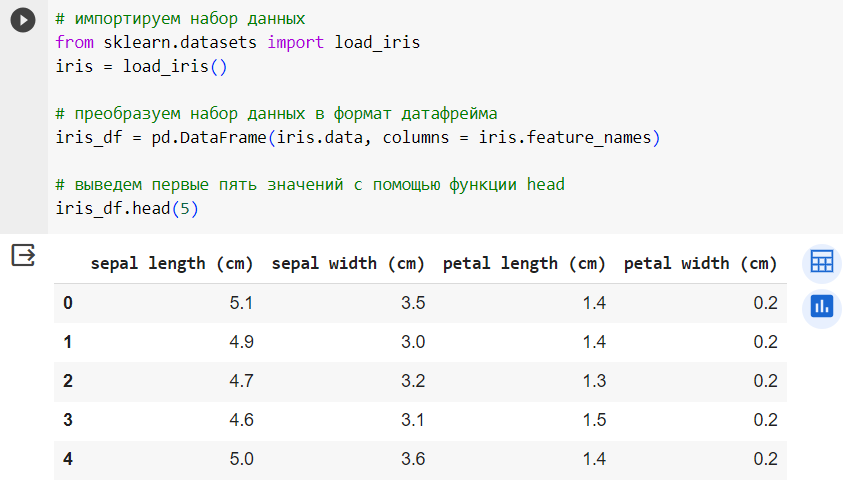 # импортируем набор данных
from sklearn.datasets import load_iris
iris = load_iris()
# преобразуем набор данных в формат датафрейма
iris_df = pd.DataFrame(iris.data, columns = iris.feature_names)
# выведем первые пять значений с помощью функции head
iris_df.head(5)
sepal length (cm) sepal width (cm) petal length (cm) petal width (cm)
0 5.1 3.5 1.4 0.2
1 4.9 3.0 1.4 0.2
2 4.7 3.2 1.3 0.2
3 4.6 3.1 1.5 0.2
4 5.0 3.6 1.4 0.2